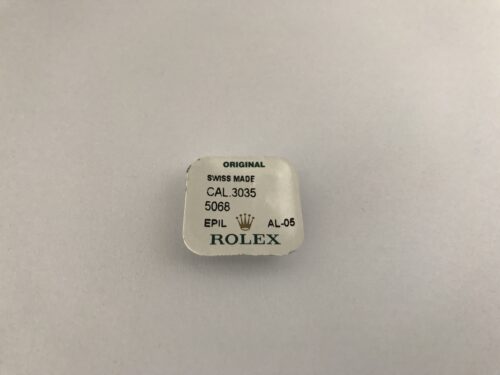 ORIGINAL
SWISS MADE
CAL.3035
5068
EPIL AL-05
ROLEX